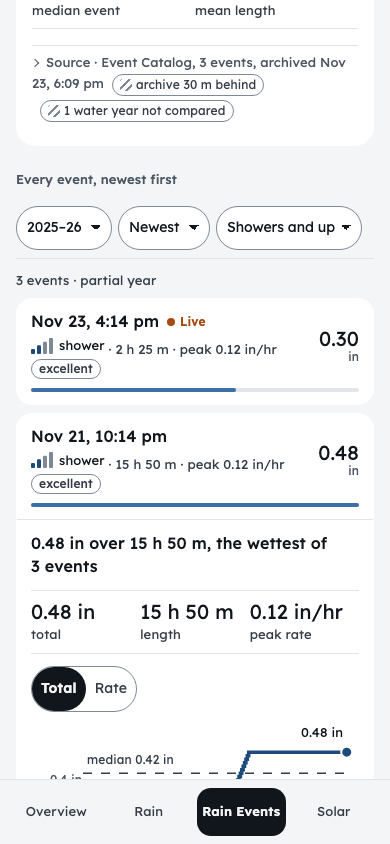 median event mean length
Source · Event Catalog, 3 events, archived Nov
23, 6:09 pm archive 30 m behind
1 water year not compared
Every event, newest first
2025–26 Newest Showers and up
3 events · partial year
Nov 23, 4:14 pm Live
0.30
in
shower · 2 h 25 m · peak 0.12 in/hr
excellent
Nov 21, 10:14 pm
0.48
in
shower · 15 h 50 m · peak 0.12 in/hr
excellent
0.48 in over 15 h 50 m, the wettest of
3 events
0.48 in 15 h 50 m 0.12 in/hr
total length peak rate
Total Rate
0.48 in
median 0.42 in
0.4 in
Overview Rain Rain Events Solar